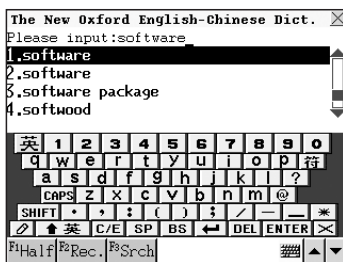 The New Oxford English-Chinese Dict.
Please input:software
1.software
2.software
3.software package
4.softwood
英 1 2 3 4 5 6 7 8 9 0
q w e r t y u i o p 符
a s d f g h j k l ?
CAPS z x c v b n m @
SHIFT • , : ( ) ; / — __ *
英 C/E SP BS DEL ENTER
F1Half F2Rec. F3Srch